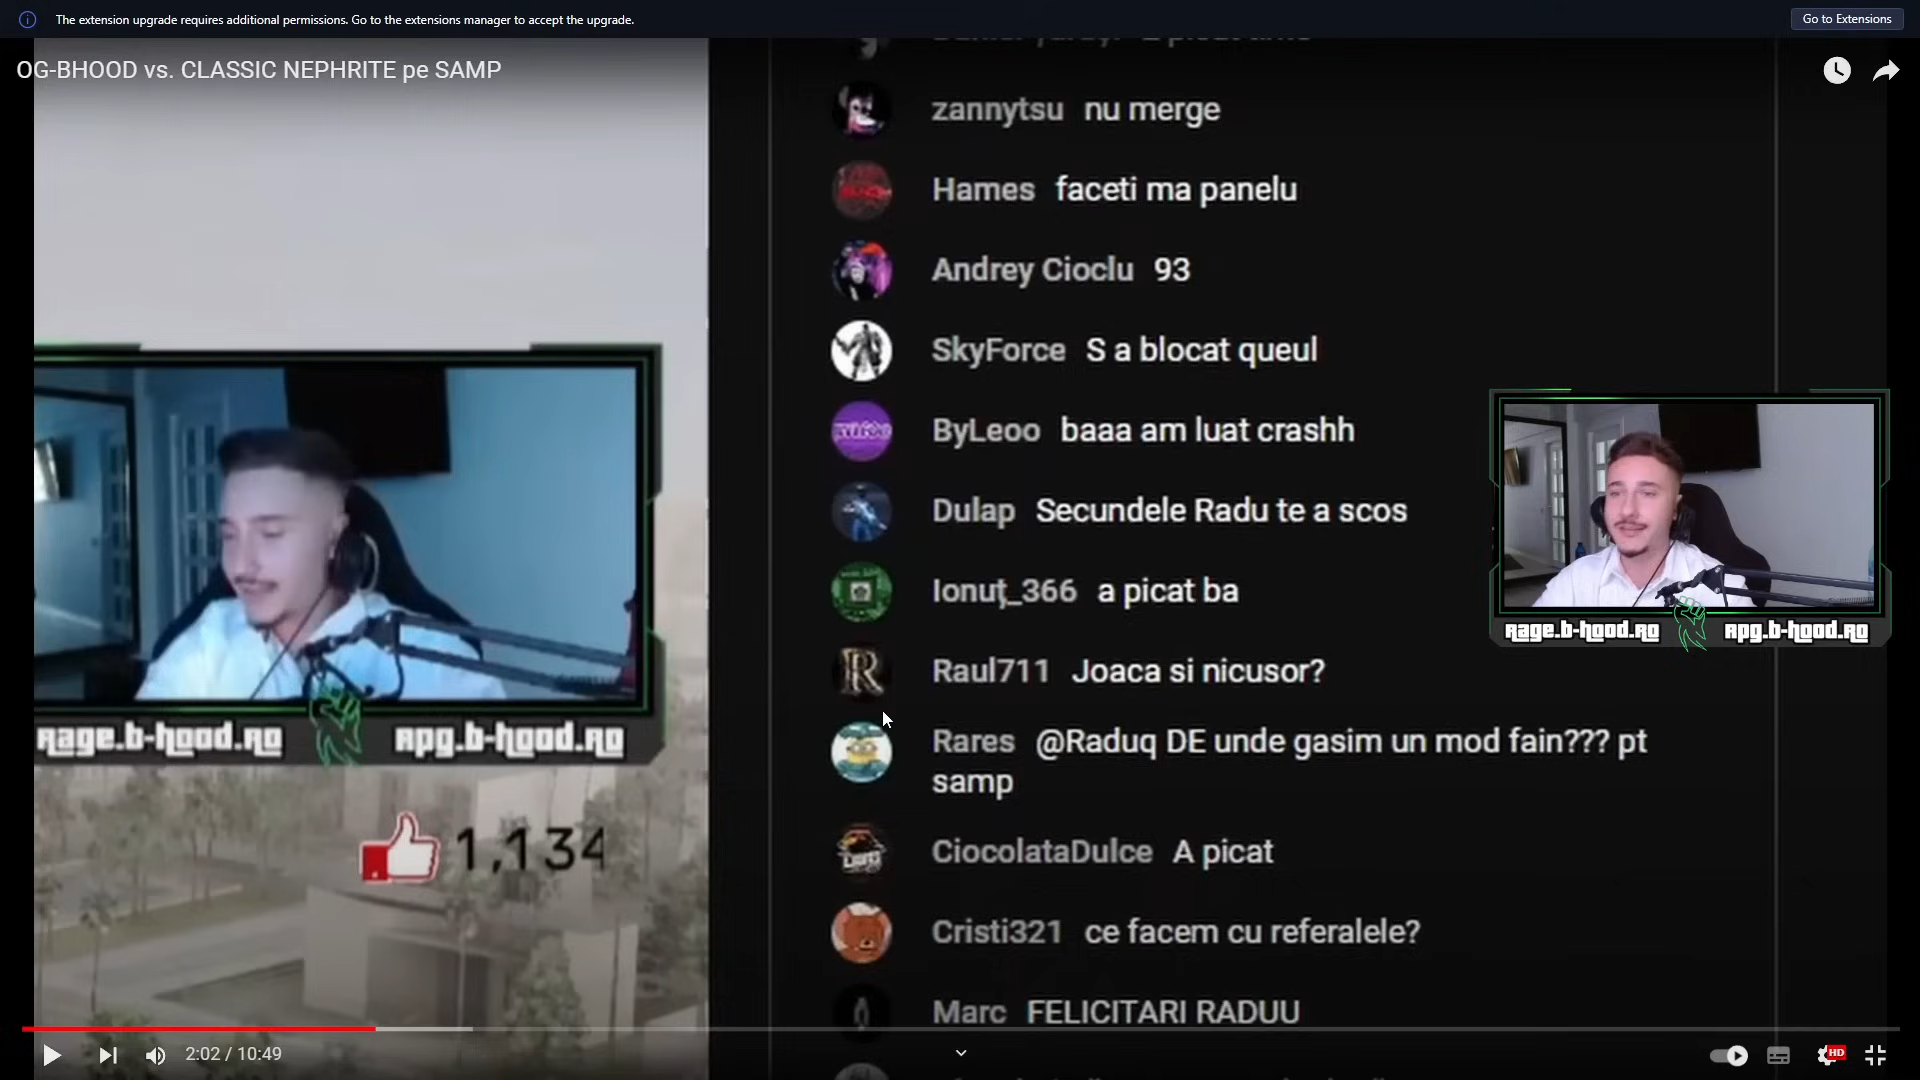 The extension upgrade requires additional permissions. Go to the extensions manager to accept the upgrade.
Go to Extensions
OG-BHOOD vs. CLASSIC NEPHRITE pe SAMP
zannytsu nu merge
Hames faceti ma panelu
Andrey Cioclu 93
SkyForce S a blocat queul
ByLeoo baaa am luat crashh
Dulap Secundele Radu te a scos
Ionuț_366 a picat ba
Raul711 Joaca si nicusor?
Rares @Raduq DE unde gasim un mod fain??? pt
samp
CiocolataDulce A picat
Cristi321 ce facem cu referalele?
Marc FELICITARI RADUU
Rage.b-hood.ro
rpg.b-hood.ro
Rage.b-hood.ro
rpg.b-hood.ro
1,134
2:02 / 10:49
HD